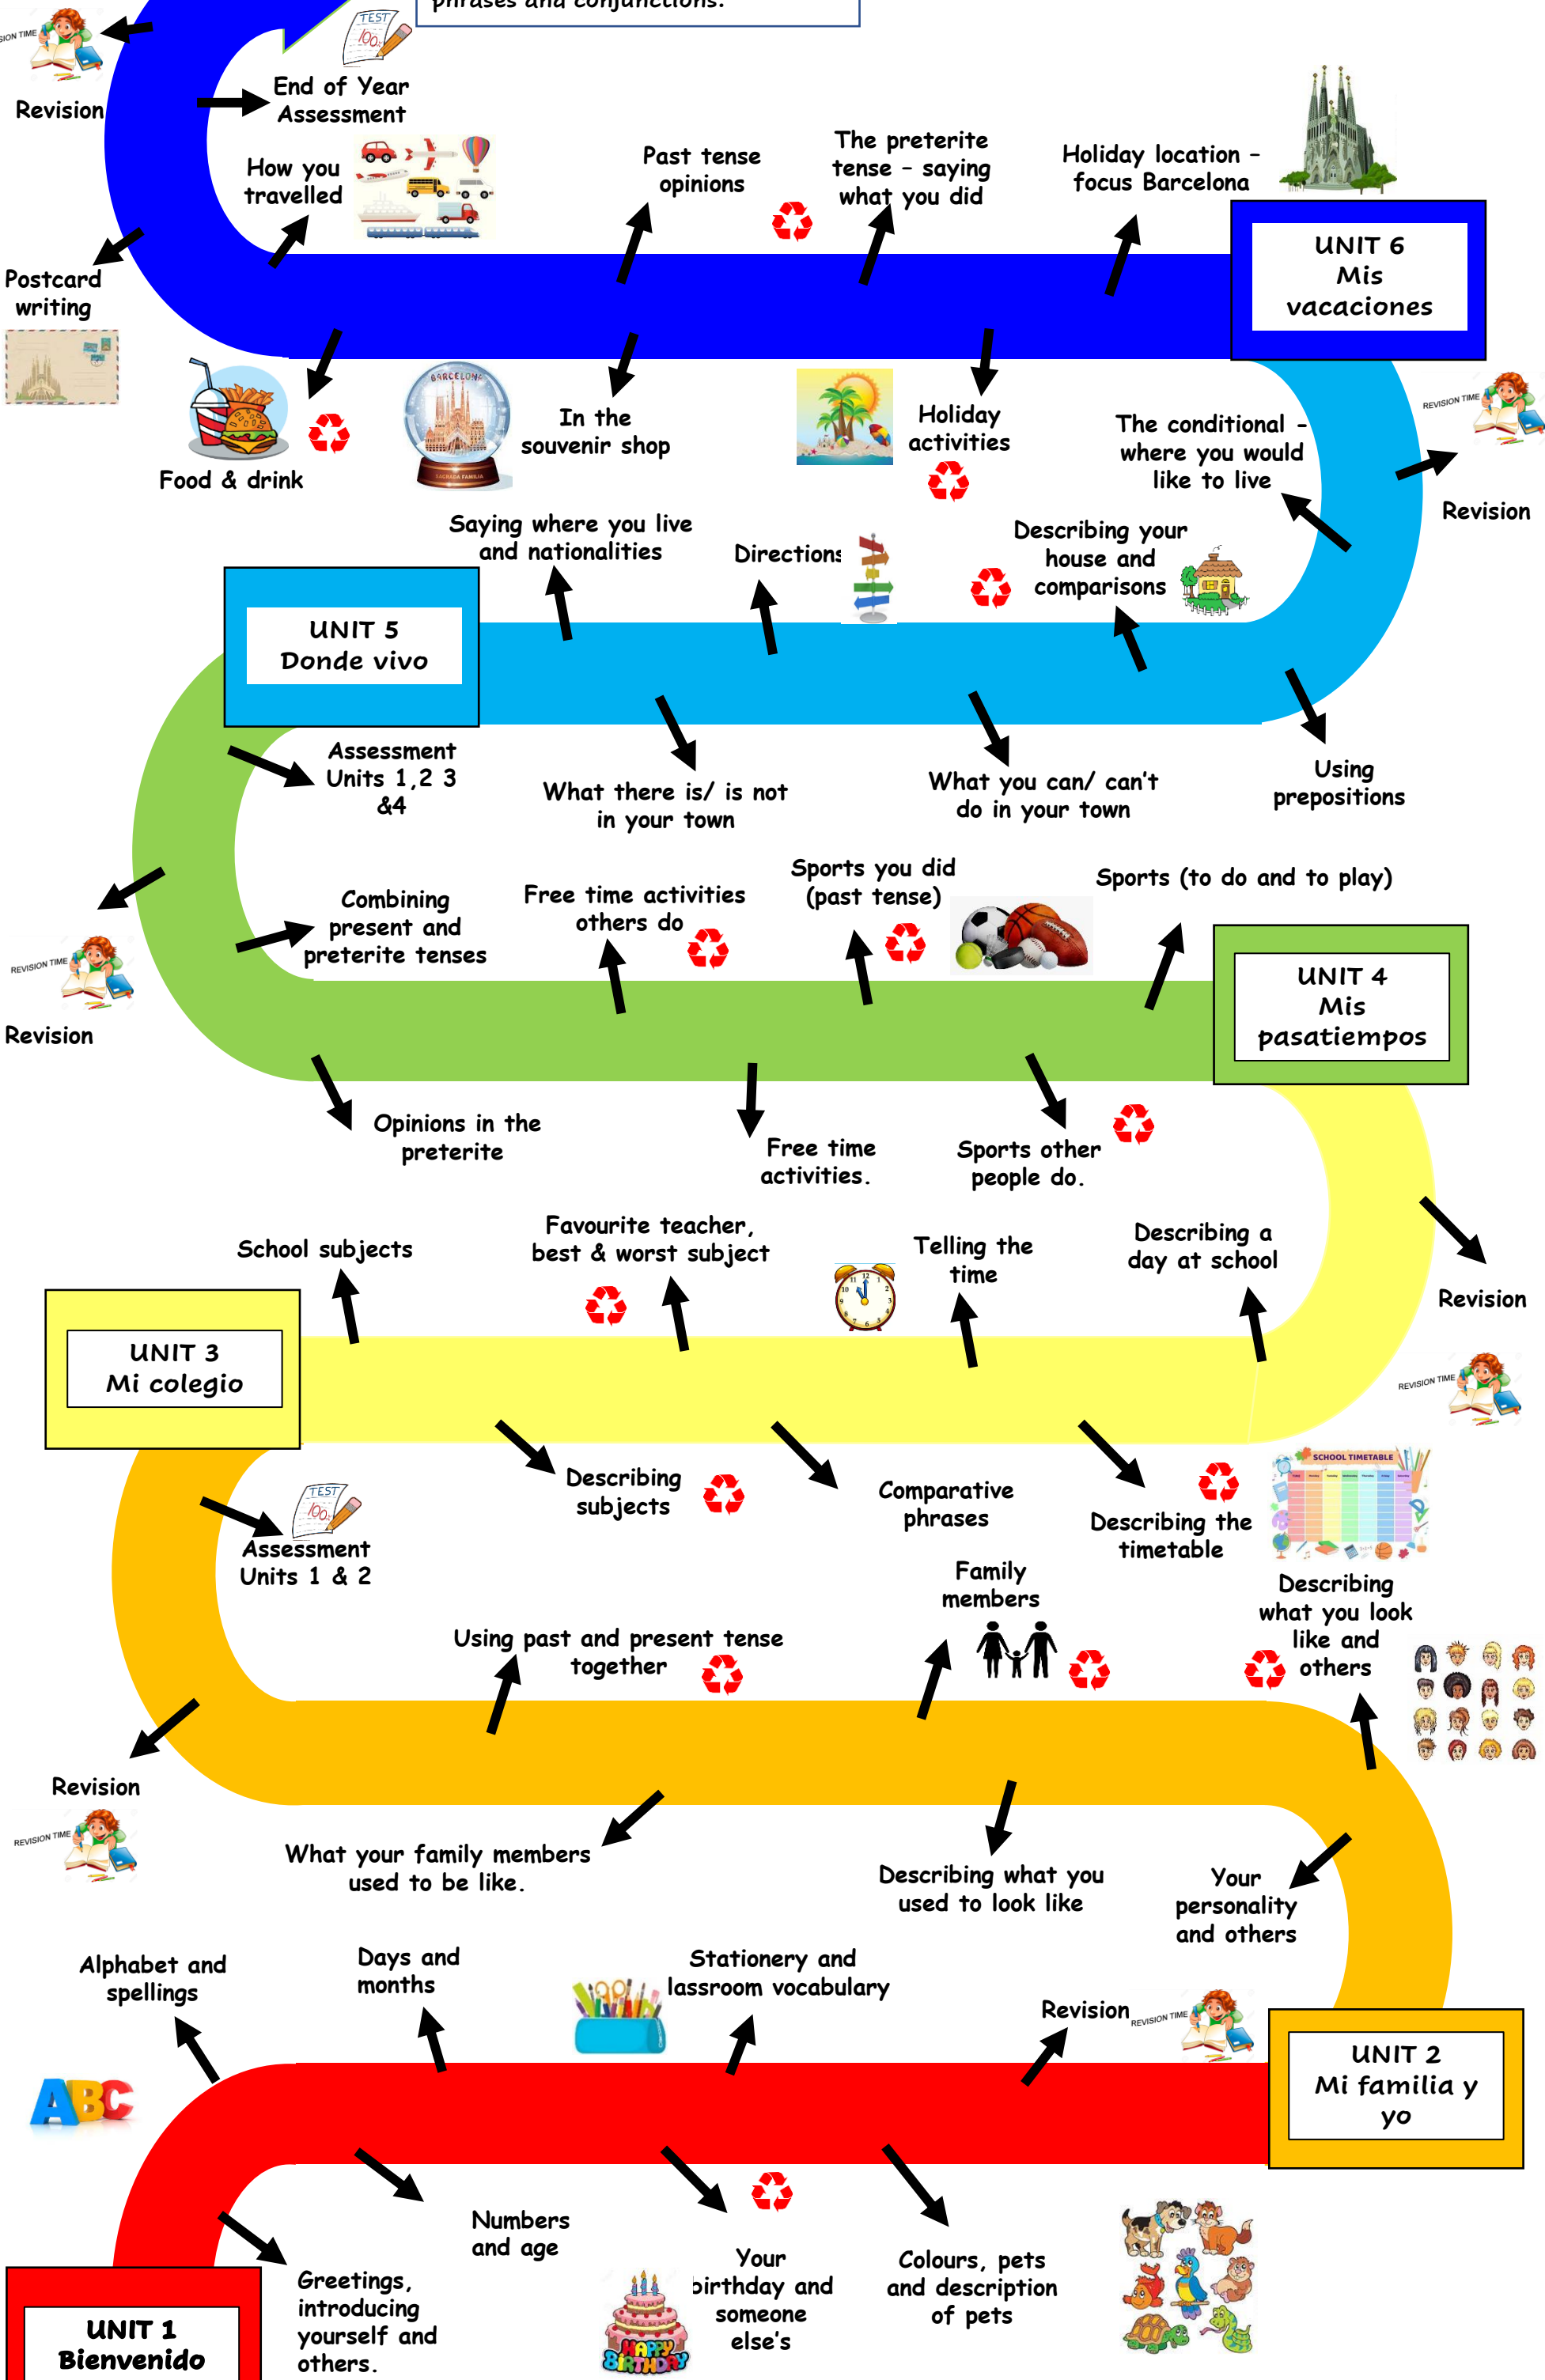 phrases and conjunctions.
REVISION TIME
Revision
TEST
100
End of Year
Assessment
How you
travelled
Past tense
opinions
The preterite
tense – saying
what you did
Holiday location –
focus Barcelona
UNIT 6
Mis
vacaciones
Postcard
writing
Food & drink
BARCELONA
SAGRADA FAMILIA
In the
souvenir shop
Holiday
activities
The conditional –
where you would
like to live
REVISION TIME
Revision
Saying where you live
and nationalities
Directions
Describing your
house and
comparisons
UNIT 5
Donde vivo
Assessment
Units 1,2 3
&4
What there is/ is not
in your town
What you can/ can't
do in your town
Using
prepositions
Combining
present and
preterite tenses
Free time activities
others do
Sports you did
(past tense)
Sports (to do and to play)
REVISION TIME
Revision
UNIT 4
Mis
pasatiempos
Opinions in the
preterite
Free time
activities.
Sports other
people do.
School subjects
Favourite teacher,
best & worst subject
Telling the
time
Describing a
day at school
Revision
REVISION TIME
UNIT 3
Mi colegio
Describing
subjects
Comparative
phrases
Describing the
timetable
SCHOOL TIMETABLE
TEST
100
Assessment
Units 1 & 2
Using past and present tense
together
Family
members
Describing
what you look
like and
others
Revision
REVISION TIME
What your family members
used to be like.
Describing what you
used to look like
Your
personality
and others
Alphabet and
spellings
Days and
months
Stationery and
lassroom vocabulary
Revision
REVISION TIME
UNIT 2
Mi familia y
yo
ABC
Numbers
and age
Your
birthday and
someone
else's
HAPPY
BIRTHDAY
Colours, pets
and description
of pets
Greetings,
introducing
yourself and
others.
UNIT 1
Bienvenido